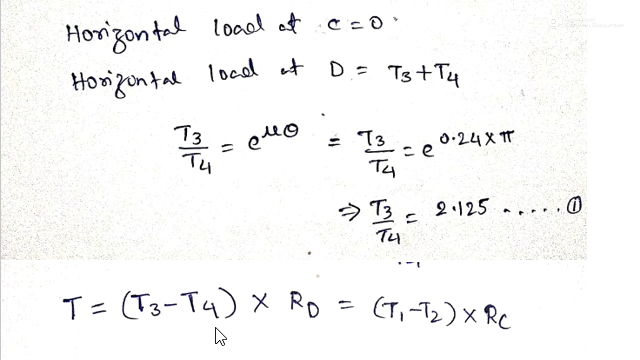 Horizontal load at C = 0.
Horizontal load at D = T3 + T4
T3/T4 = e^μθ = T3/T4 = e^0.24×π
⇒ T3/T4 = 2.125 ...... ①
T = (T3 - T4) × RD = (T1 - T2) × RC